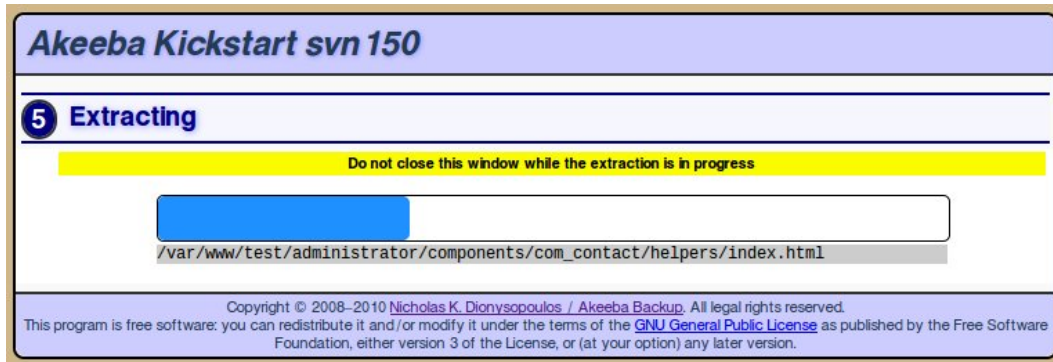 Akeeba Kickstart svn 150
5 Extracting
Do not close this window while the extraction is in progress
/var/www/test/administrator/components/com_contact/helpers/index.html
Copyright © 2008–2010 Nicholas K. Dionysopoulos / Akeeba Backup. All legal rights reserved.
This program is free software: you can redistribute it and/or modify it under the terms of the GNU General Public License as published by the Free Software
Foundation, either version 3 of the License, or (at your option) any later version.